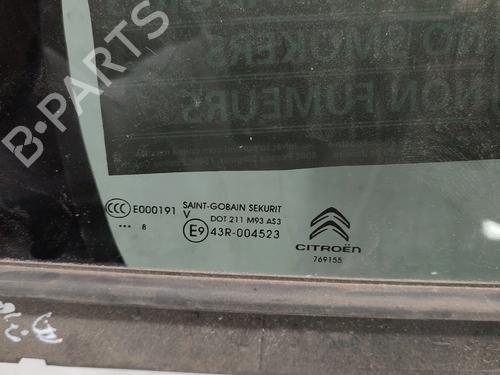 B-PARTS
NO SMOKERS
NON FUMEURS
CCC E000191
SAINT-GOBAIN SEKURIT
V
DOT 211 M93 AS3
••• 8
E9 43R-004523
CITROËN
769155